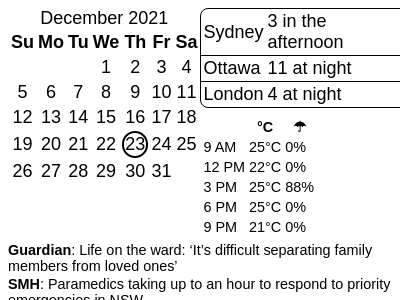 December 2021
Su Mo Tu We Th Fr Sa
1 2 3 4
5 6 7 8 9 10 11
12 13 14 15 16 17 18
19 20 21 22 23 24 25
26 27 28 29 30 31
Sydney 3 in the
afternoon
Ottawa 11 at night
London 4 at night
°C ☂
9 AM 25°C 0%
12 PM 22°C 0%
3 PM 25°C 88%
6 PM 25°C 0%
9 PM 21°C 0%
Guardian: Life on the ward: ‘It’s difficult separating family
members from loved ones’
SMH: Paramedics taking up to an hour to respond to priority
emergencies in NSW